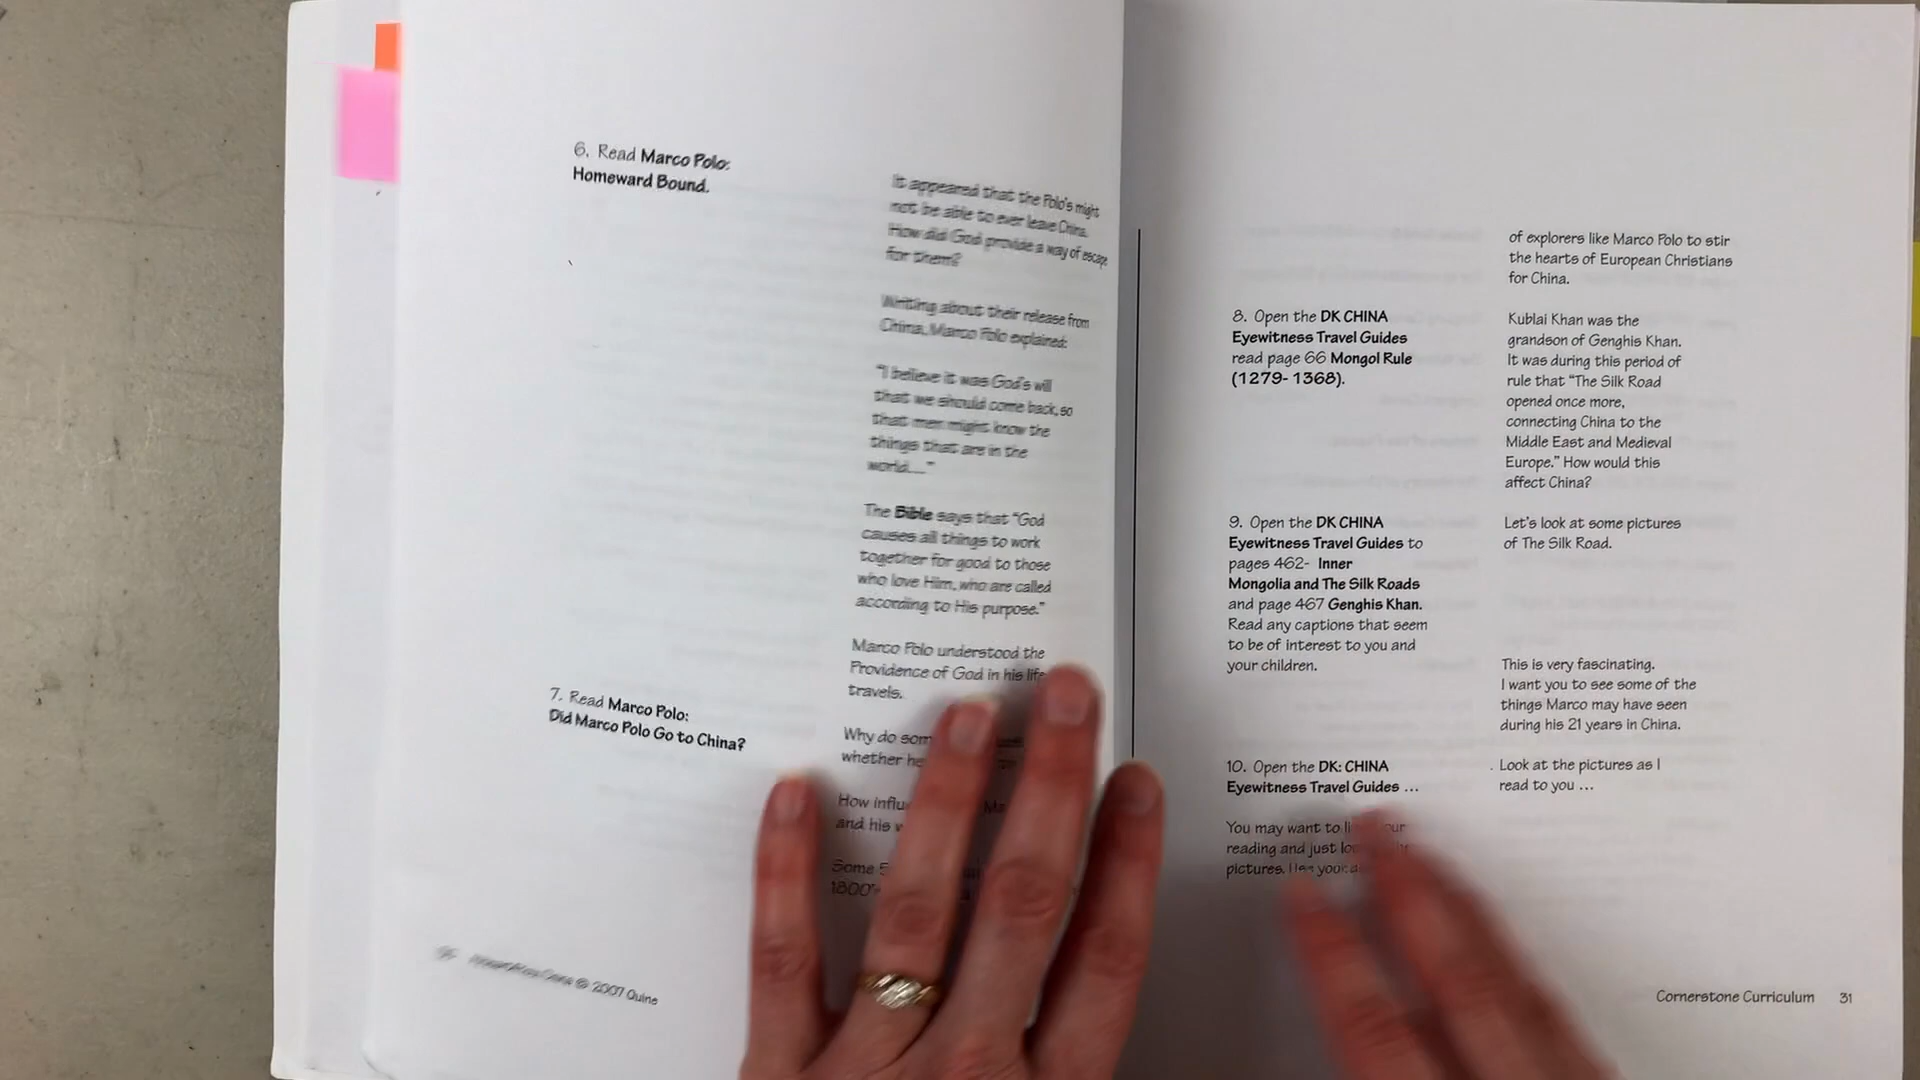 6. Read Marco Polo:
Homeward Bound.
It appeared that the Polo's might
not be able to ever leave China.
How did God provide a way of escape
for them?
Writing about their release from
China, Marco Polo explained:
"I believe it was God's will
that we should come back, so
that men might know the
things that are in the
world...."
The Bible says that "God
causes all things to work
together for good to those
who love Him, who are called
according to His purpose."
Marco Polo understood the
Providence of God in his life
travels.
7. Read Marco Polo:
Did Marco Polo Go to China?
Why do
whether he
How
and his
Some
1800's
© 2007 Quine
of explorers like Marco Polo to stir
the hearts of European Christians
for China.
8. Open the DK CHINA
Eyewitness Travel Guides
read page 66 Mongol Rule
(1279- 1368).
Kublai Khan was the
grandson of Genghis Khan.
It was during this period of
rule that "The Silk Road
opened once more,
connecting China to the
Middle East and Medieval
Europe." How would this
affect China?
9. Open the DK CHINA
Eyewitness Travel Guides to
pages 462- Inner
Mongolia and The Silk Roads
and page 467 Genghis Khan.
Read any captions that seem
to be of interest to you and
your children.
Let's look at some pictures
of The Silk Road.
This is very fascinating.
I want you to see some of the
things Marco may have seen
during his 21 years in China.
10. Open the DK: CHINA
Eyewitness Travel Guides ...
Look at the pictures as I
read to you ...
You may want to
reading and just
pictures. Use your
Cornerstone Curriculum 31